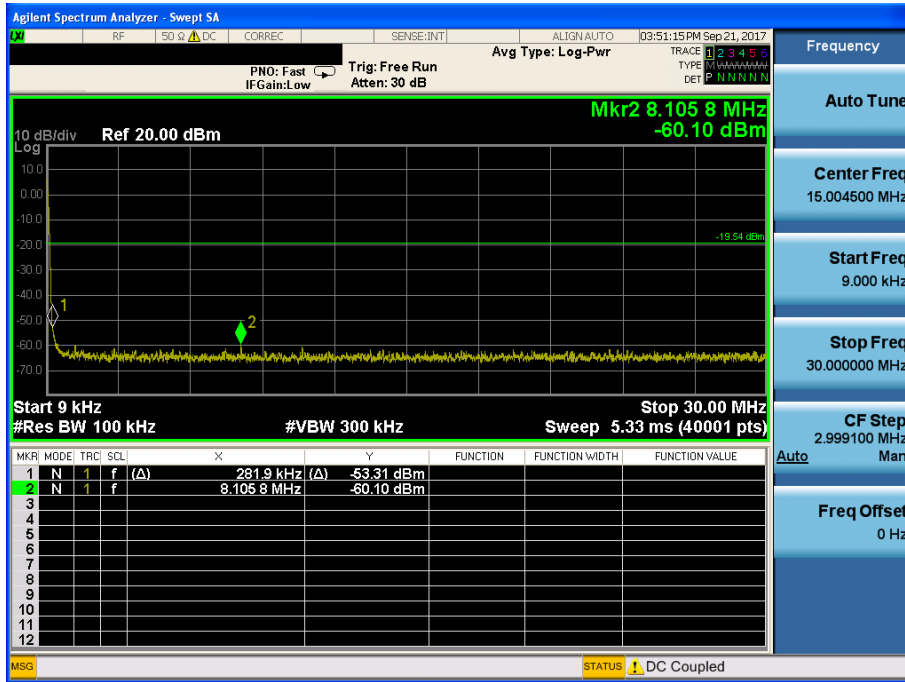 Agilent Spectrum Analyzer - Swept SA
LXI RF 50 Ω DC CORREC SENSE:INT ALIGN AUTO 03:51:15 PM Sep 21, 2017
Avg Type: Log-Pwr TRACE 1 2 3 4 5 6
PNO: Fast Trig: Free Run TYPE M WWWWW
IFGain:Low Atten: 30 dB DET P N N N N N
Mkr2 8.105 8 MHz
-60.10 dBm
10 dB/div Ref 20.00 dBm
Log
10.0
0.00
-10.0
-19.54 dBm
-20.0
-30.0
-40.0
1
-50.0
2
-60.0
-70.0
Start 9 kHz Stop 30.00 MHz
#Res BW 100 kHz #VBW 300 kHz Sweep 5.33 ms (40001 pts)
MKR MODE TRC SCL X Y FUNCTION FUNCTION WIDTH FUNCTION VALUE
1 N 1 f (Δ) 281.9 kHz (Δ) -53.31 dBm
2 N 1 f 8.105 8 MHz -60.10 dBm
3
4
5
6
7
8
9
10
11
12
MSG STATUS DC Coupled
Frequency
Auto Tune
Center Freq
15.004500 MHz
Start Freq
9.000 kHz
Stop Freq
30.000000 MHz
CF Step
2.999100 MHz
Auto Man
Freq Offset
0 Hz